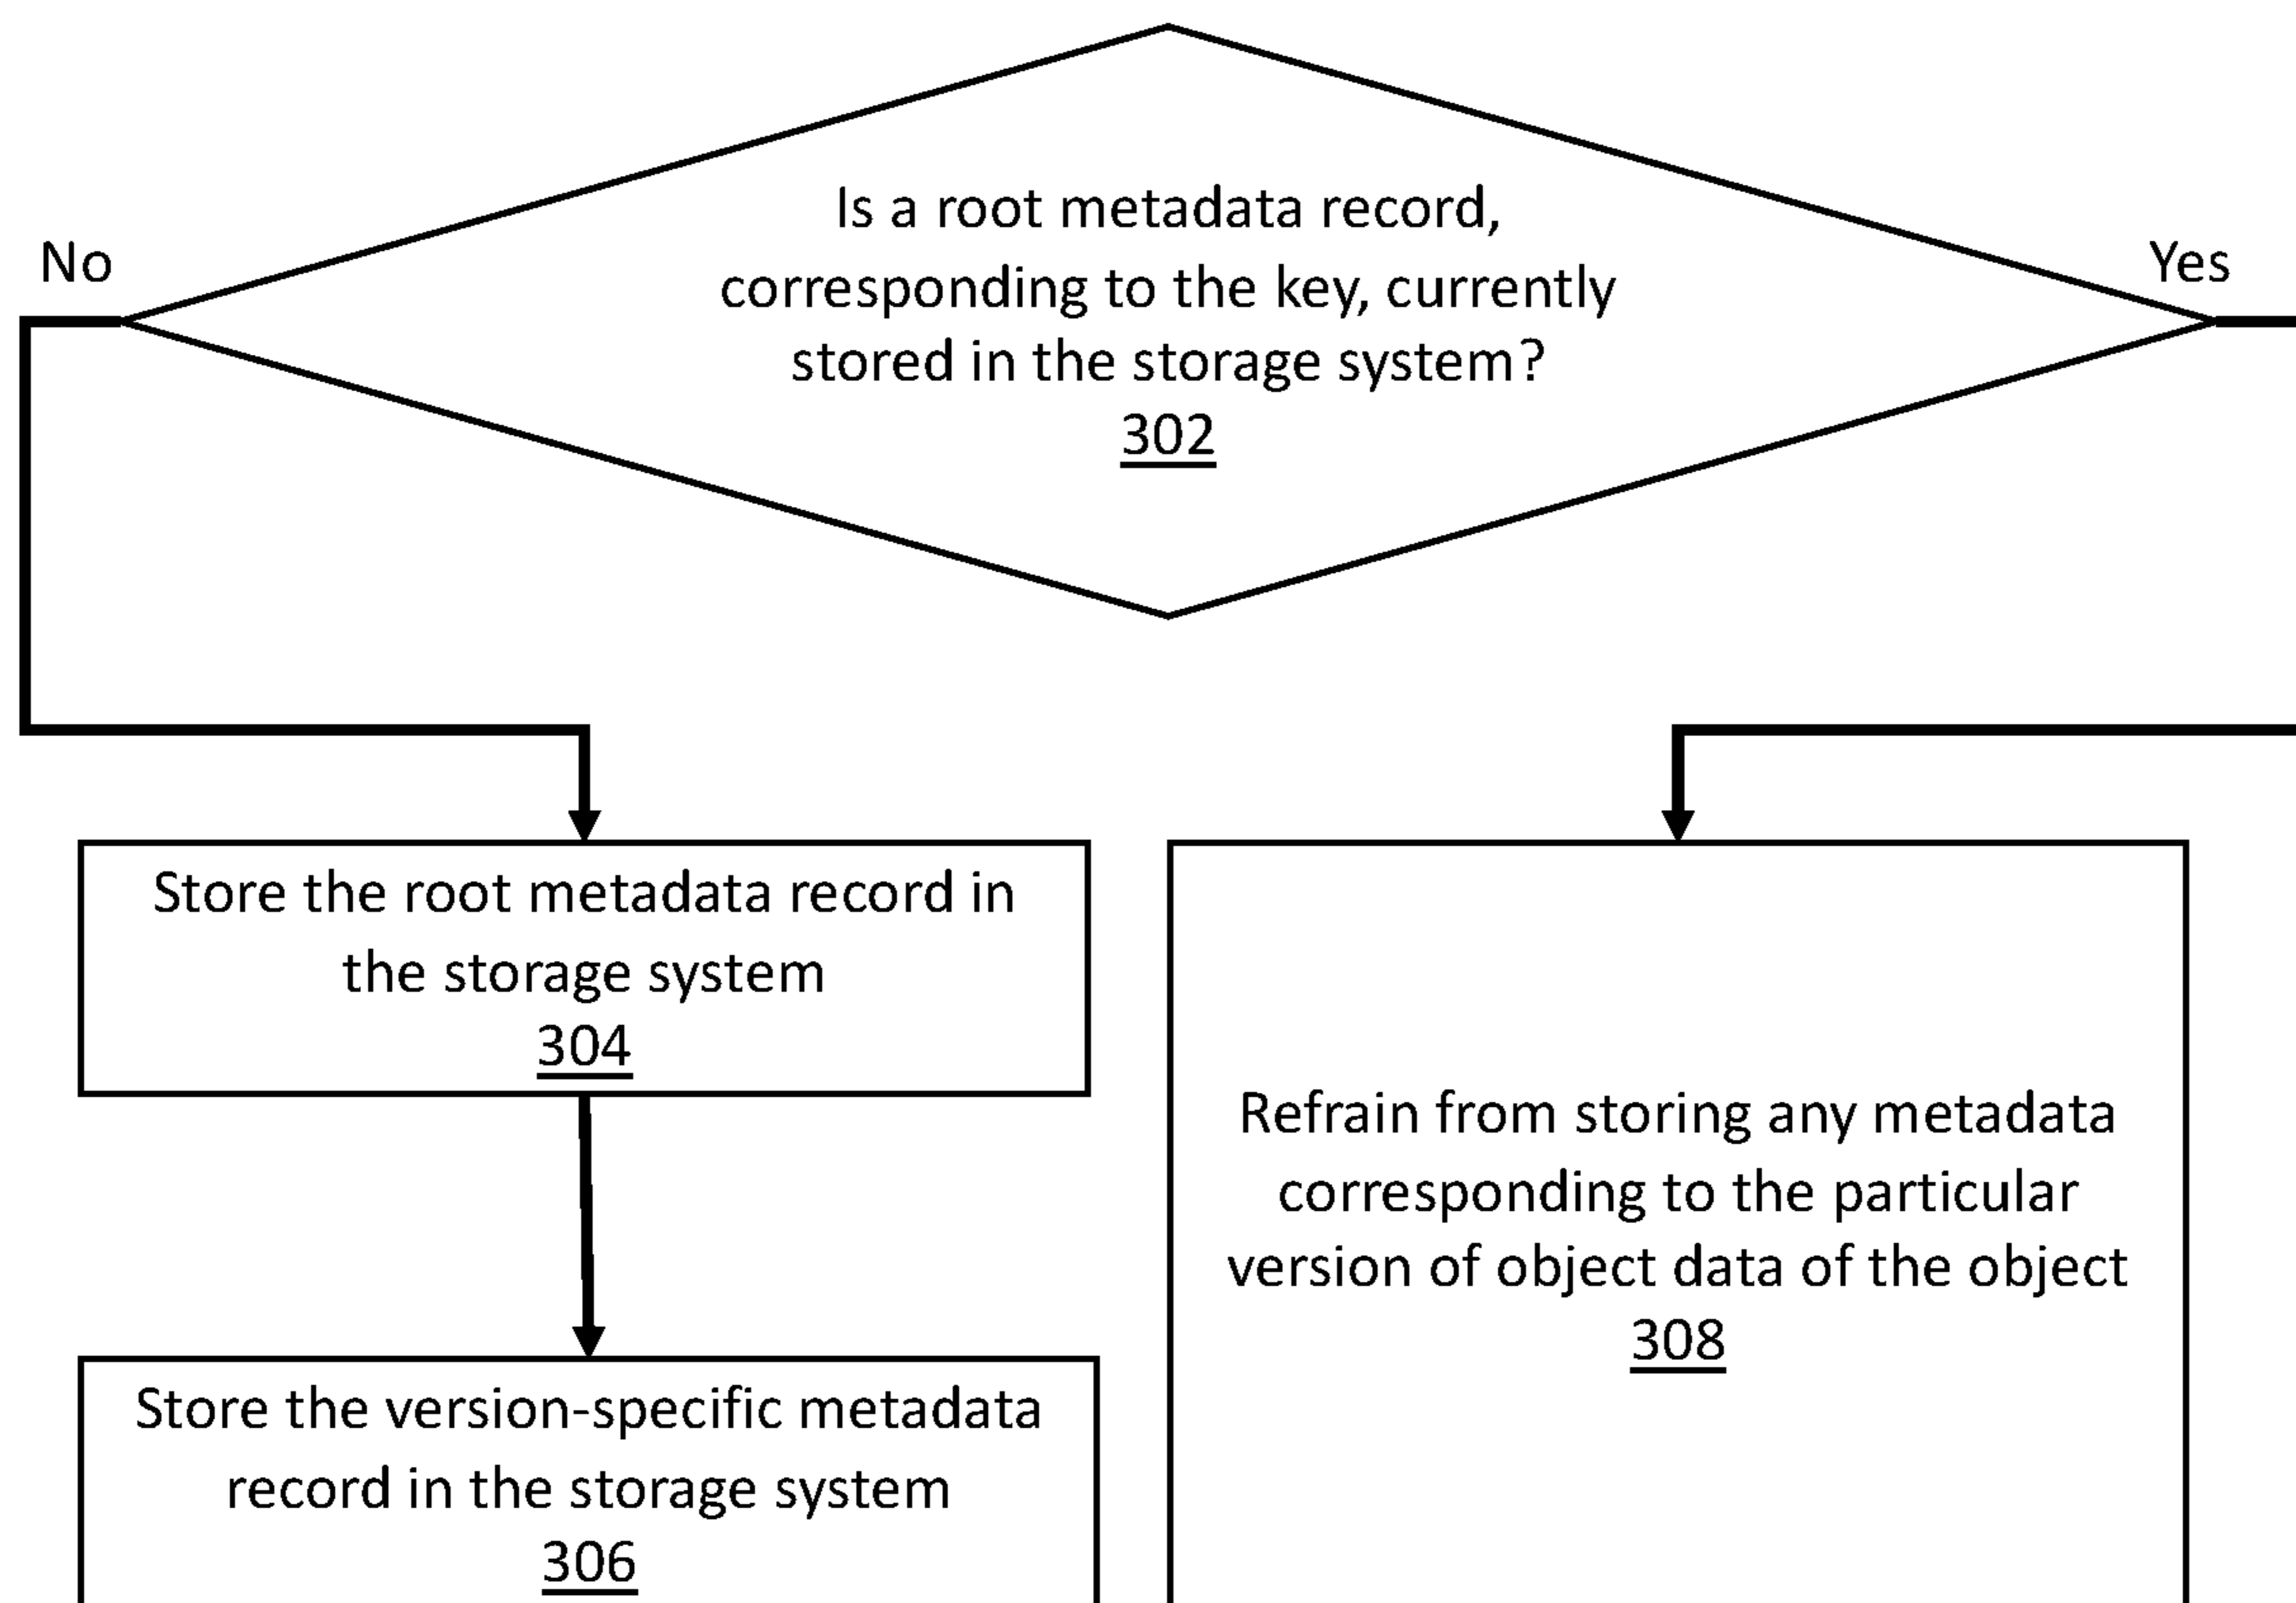 Is a root metadata record,
corresponding to the key, currently
stored in the storage system?
302
No
Yes
Store the root metadata record in
the storage system
304
Refrain from storing any metadata
corresponding to the particular
version of object data of the object
308
Store the version-specific metadata
record in the storage system
306